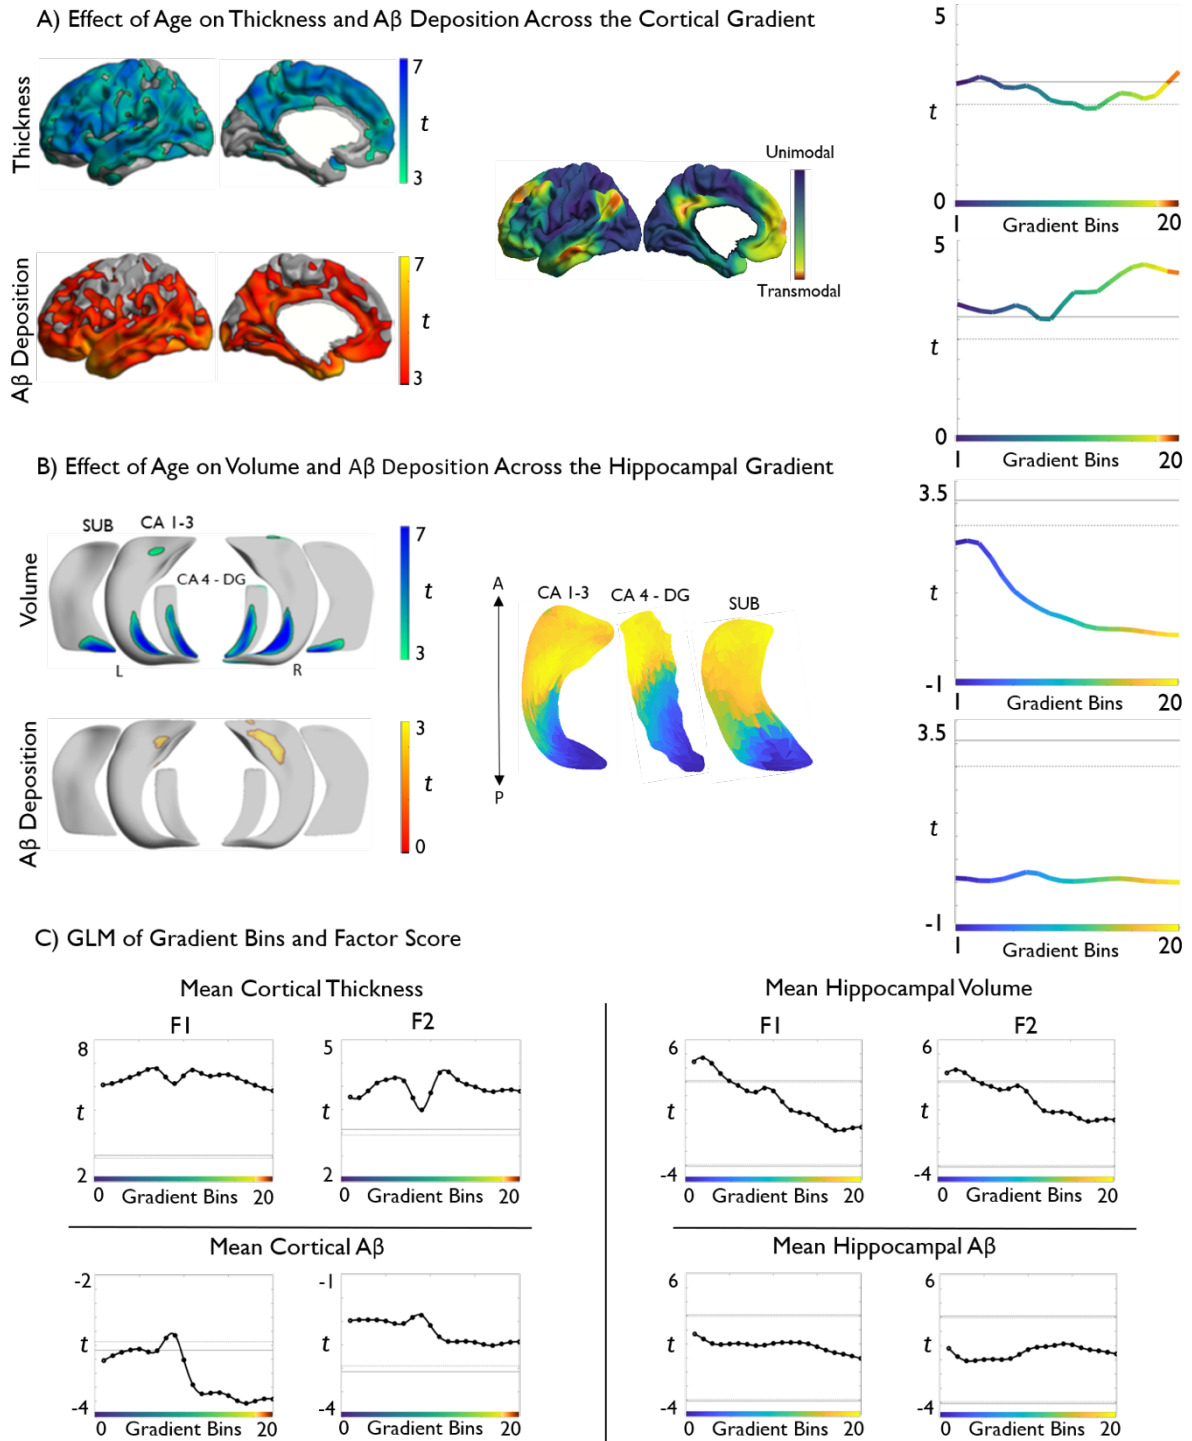 A) Effect of Age on Thickness and Aβ Deposition Across the Cortical Gradient
Thickness
7
t
3
Aβ Deposition
7
t
3
Unimodal
Transmodal
5
t
0
1 Gradient Bins 20
5
t
0
1 Gradient Bins 20
B) Effect of Age on Volume and Aβ Deposition Across the Hippocampal Gradient
Volume
SUB CA 1-3
CA 4 - DG
L R
7
t
3
Aβ Deposition
3
t
0
A
P
CA 1-3 CA 4 - DG SUB
3.5
t
-1
1 Gradient Bins 20
3.5
t
-1
1 Gradient Bins 20
C) GLM of Gradient Bins and Factor Score
Mean Cortical Thickness
F1 F2
8
t
2
0 Gradient Bins 20
5
t
2
0 Gradient Bins 20
Mean Cortical Aβ
-2
t
-4
0 Gradient Bins 20
-1
t
-4
0 Gradient Bins 20
Mean Hippocampal Volume
F1 F2
6
t
-4
0 Gradient Bins 20
6
t
-4
0 Gradient Bins 20
Mean Hippocampal Aβ
6
t
-4
0 Gradient Bins 20
6
t
-4
0 Gradient Bins 20